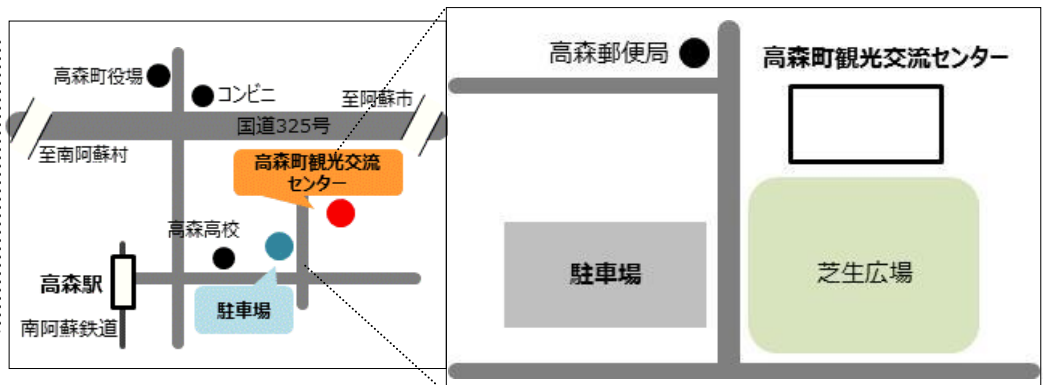 高森町役場
コンビニ
至阿蘇市
国道325号
至南阿蘇村
高森町観光交流
センター
高森高校
高森駅
駐車場
南阿蘇鉄道
高森郵便局
高森町観光交流センター
駐車場
芝生広場